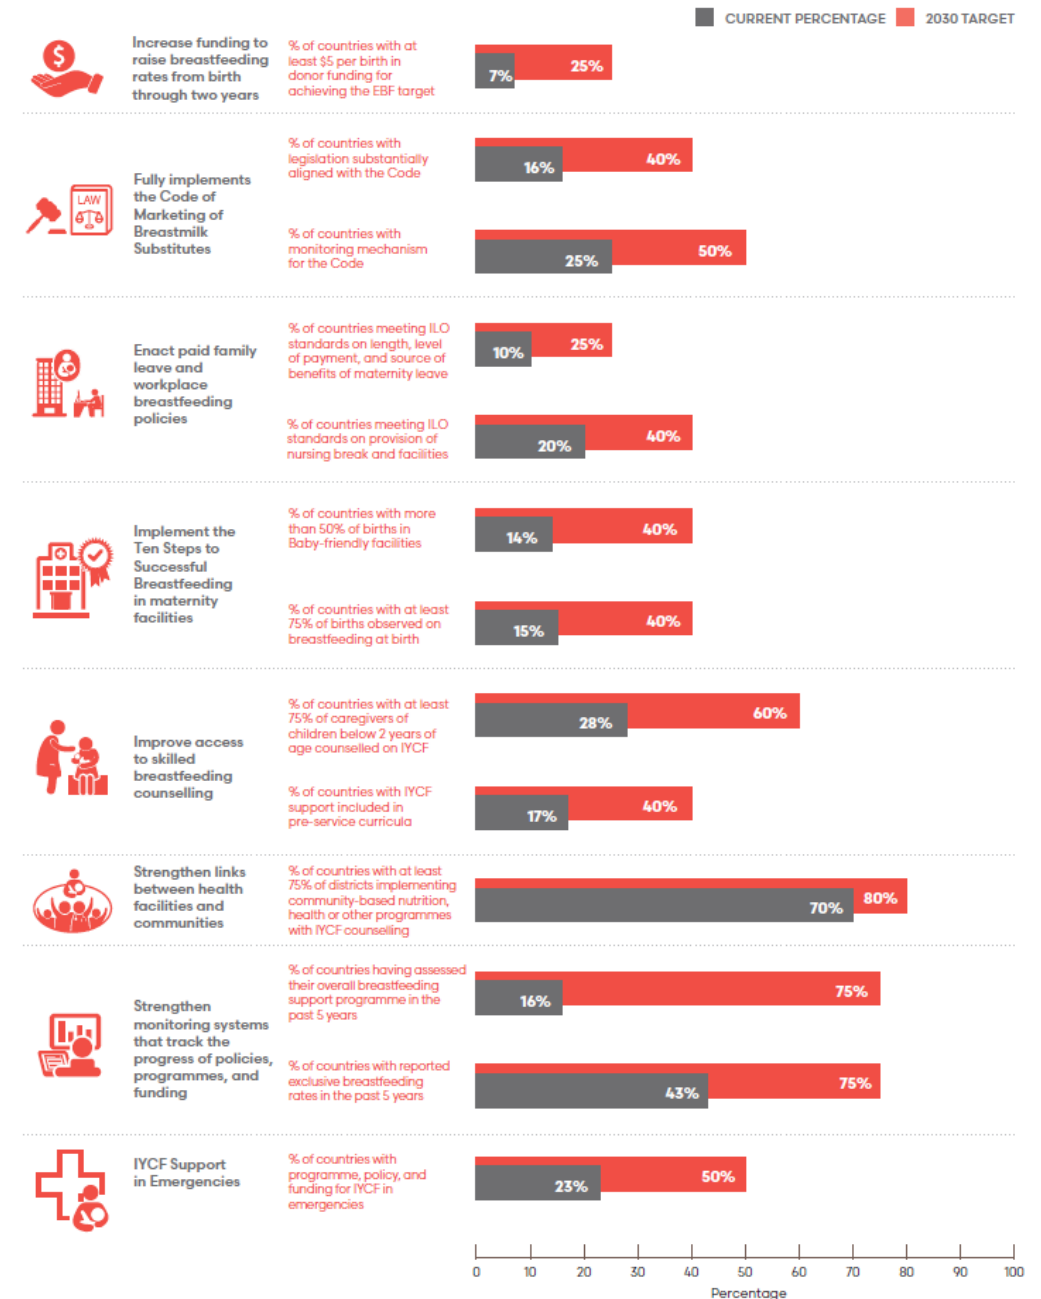 CURRENT PERCENTAGE
2030 TARGET
Increase funding to
raise breastfeeding
rates from birth
through two years
% of countries with at
least $5 per birth in
donor funding for
achieving the EBF target
7%
25%
Fully implements
the Code of
Marketing of
Breastmilk
Substitutes
LAW
% of countries with
legislation substantially
aligned with the Code
16%
40%
% of countries with
monitoring mechanism
for the Code
25%
50%
Enact paid family
leave and
workplace
breastfeeding
policies
% of countries meeting ILO
standards on length, level
of payment, and source of
benefits of maternity leave
10%
25%
% of countries meeting ILO
standards on provision of
nursing break and facilities
20%
40%
Implement the
Ten Steps to
Successful
Breastfeeding
in maternity
facilities
% of countries with more
than 50% of births in
Baby-friendly facilities
14%
40%
% of countries with at least
75% of births observed on
breastfeeding at birth
15%
40%
Improve access
to skilled
breastfeeding
counselling
% of countries with at least
75% of caregivers of
children below 2 years of
age counselled on IYCF
28%
60%
% of countries with IYCF
support included in
pre-service curricula
17%
40%
Strengthen links
between health
facilities and
communities
% of countries with at least
75% of districts implementing
community-based nutrition,
health or other programmes
with IYCF counselling
70%
80%
Strengthen
monitoring systems
that track the
progress of policies,
programmes, and
funding
% of countries having assessed
their overall breastfeeding
support programme in the
past 5 years
16%
75%
% of countries with reported
exclusive breastfeeding
rates in the past 5 years
43%
75%
IYCF Support
in Emergencies
% of countries with
programme, policy, and
funding for IYCF in
emergencies
23%
50%
0 10 20 30 40 50 60 70 80 90 100
Percentage